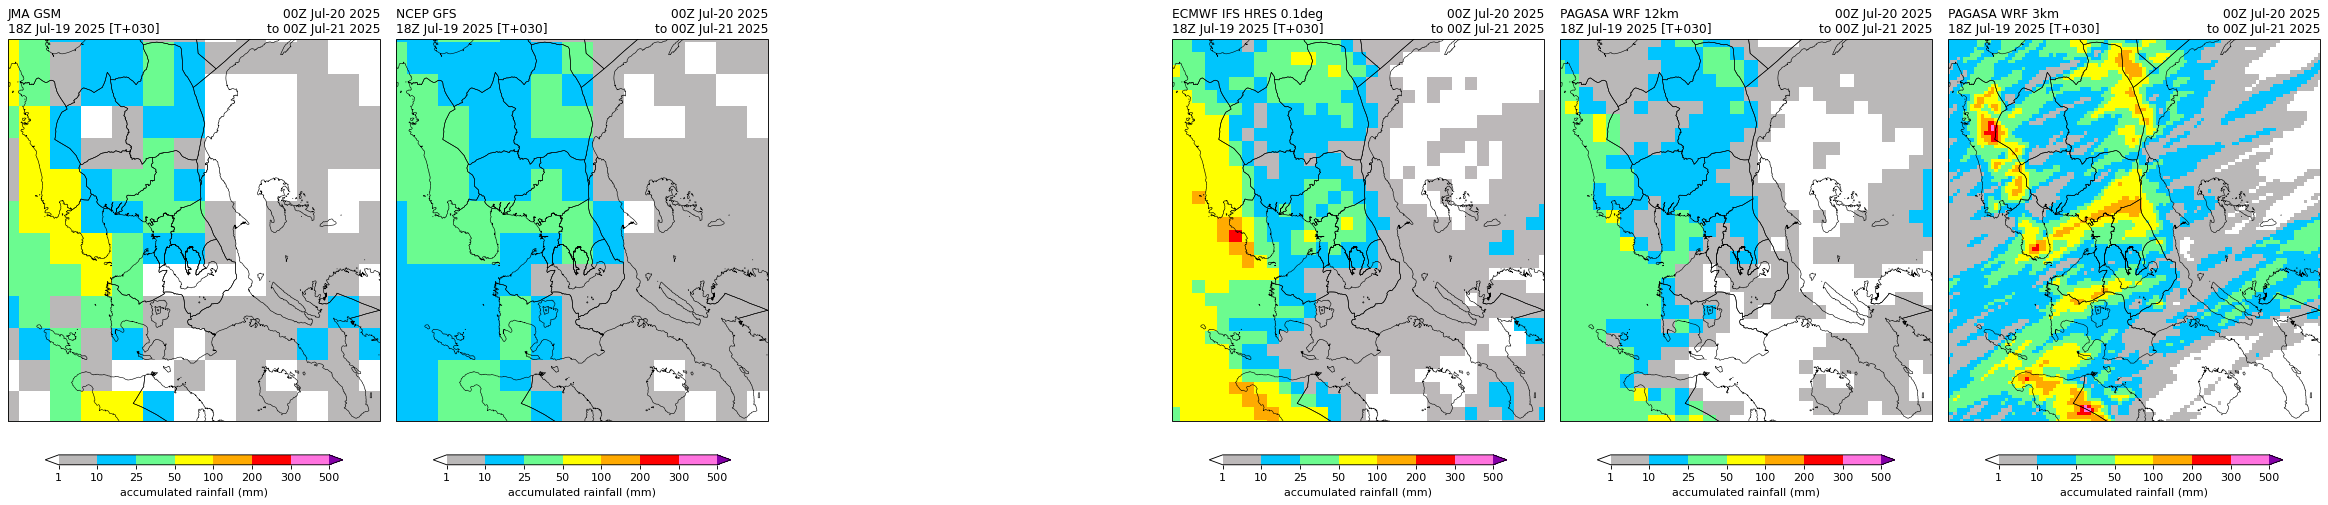 JMA GSM 00Z Jul-20 2025
18Z Jul-19 2025 [T+030] to 00Z Jul-21 2025
1 10 25 50 100 200 300 500
accumulated rainfall (mm)
NCEP GFS 00Z Jul-20 2025
18Z Jul-19 2025 [T+030] to 00Z Jul-21 2025
1 10 25 50 100 200 300 500
accumulated rainfall (mm)
ECMWF IFS HRES 0.1deg 00Z Jul-20 2025
18Z Jul-19 2025 [T+030] to 00Z Jul-21 2025
1 10 25 50 100 200 300 500
accumulated rainfall (mm)
PAGASA WRF 12km 00Z Jul-20 2025
18Z Jul-19 2025 [T+030] to 00Z Jul-21 2025
1 10 25 50 100 200 300 500
accumulated rainfall (mm)
PAGASA WRF 3km 00Z Jul-20 2025
18Z Jul-19 2025 [T+030] to 00Z Jul-21 2025
1 10 25 50 100 200 300 500
accumulated rainfall (mm)